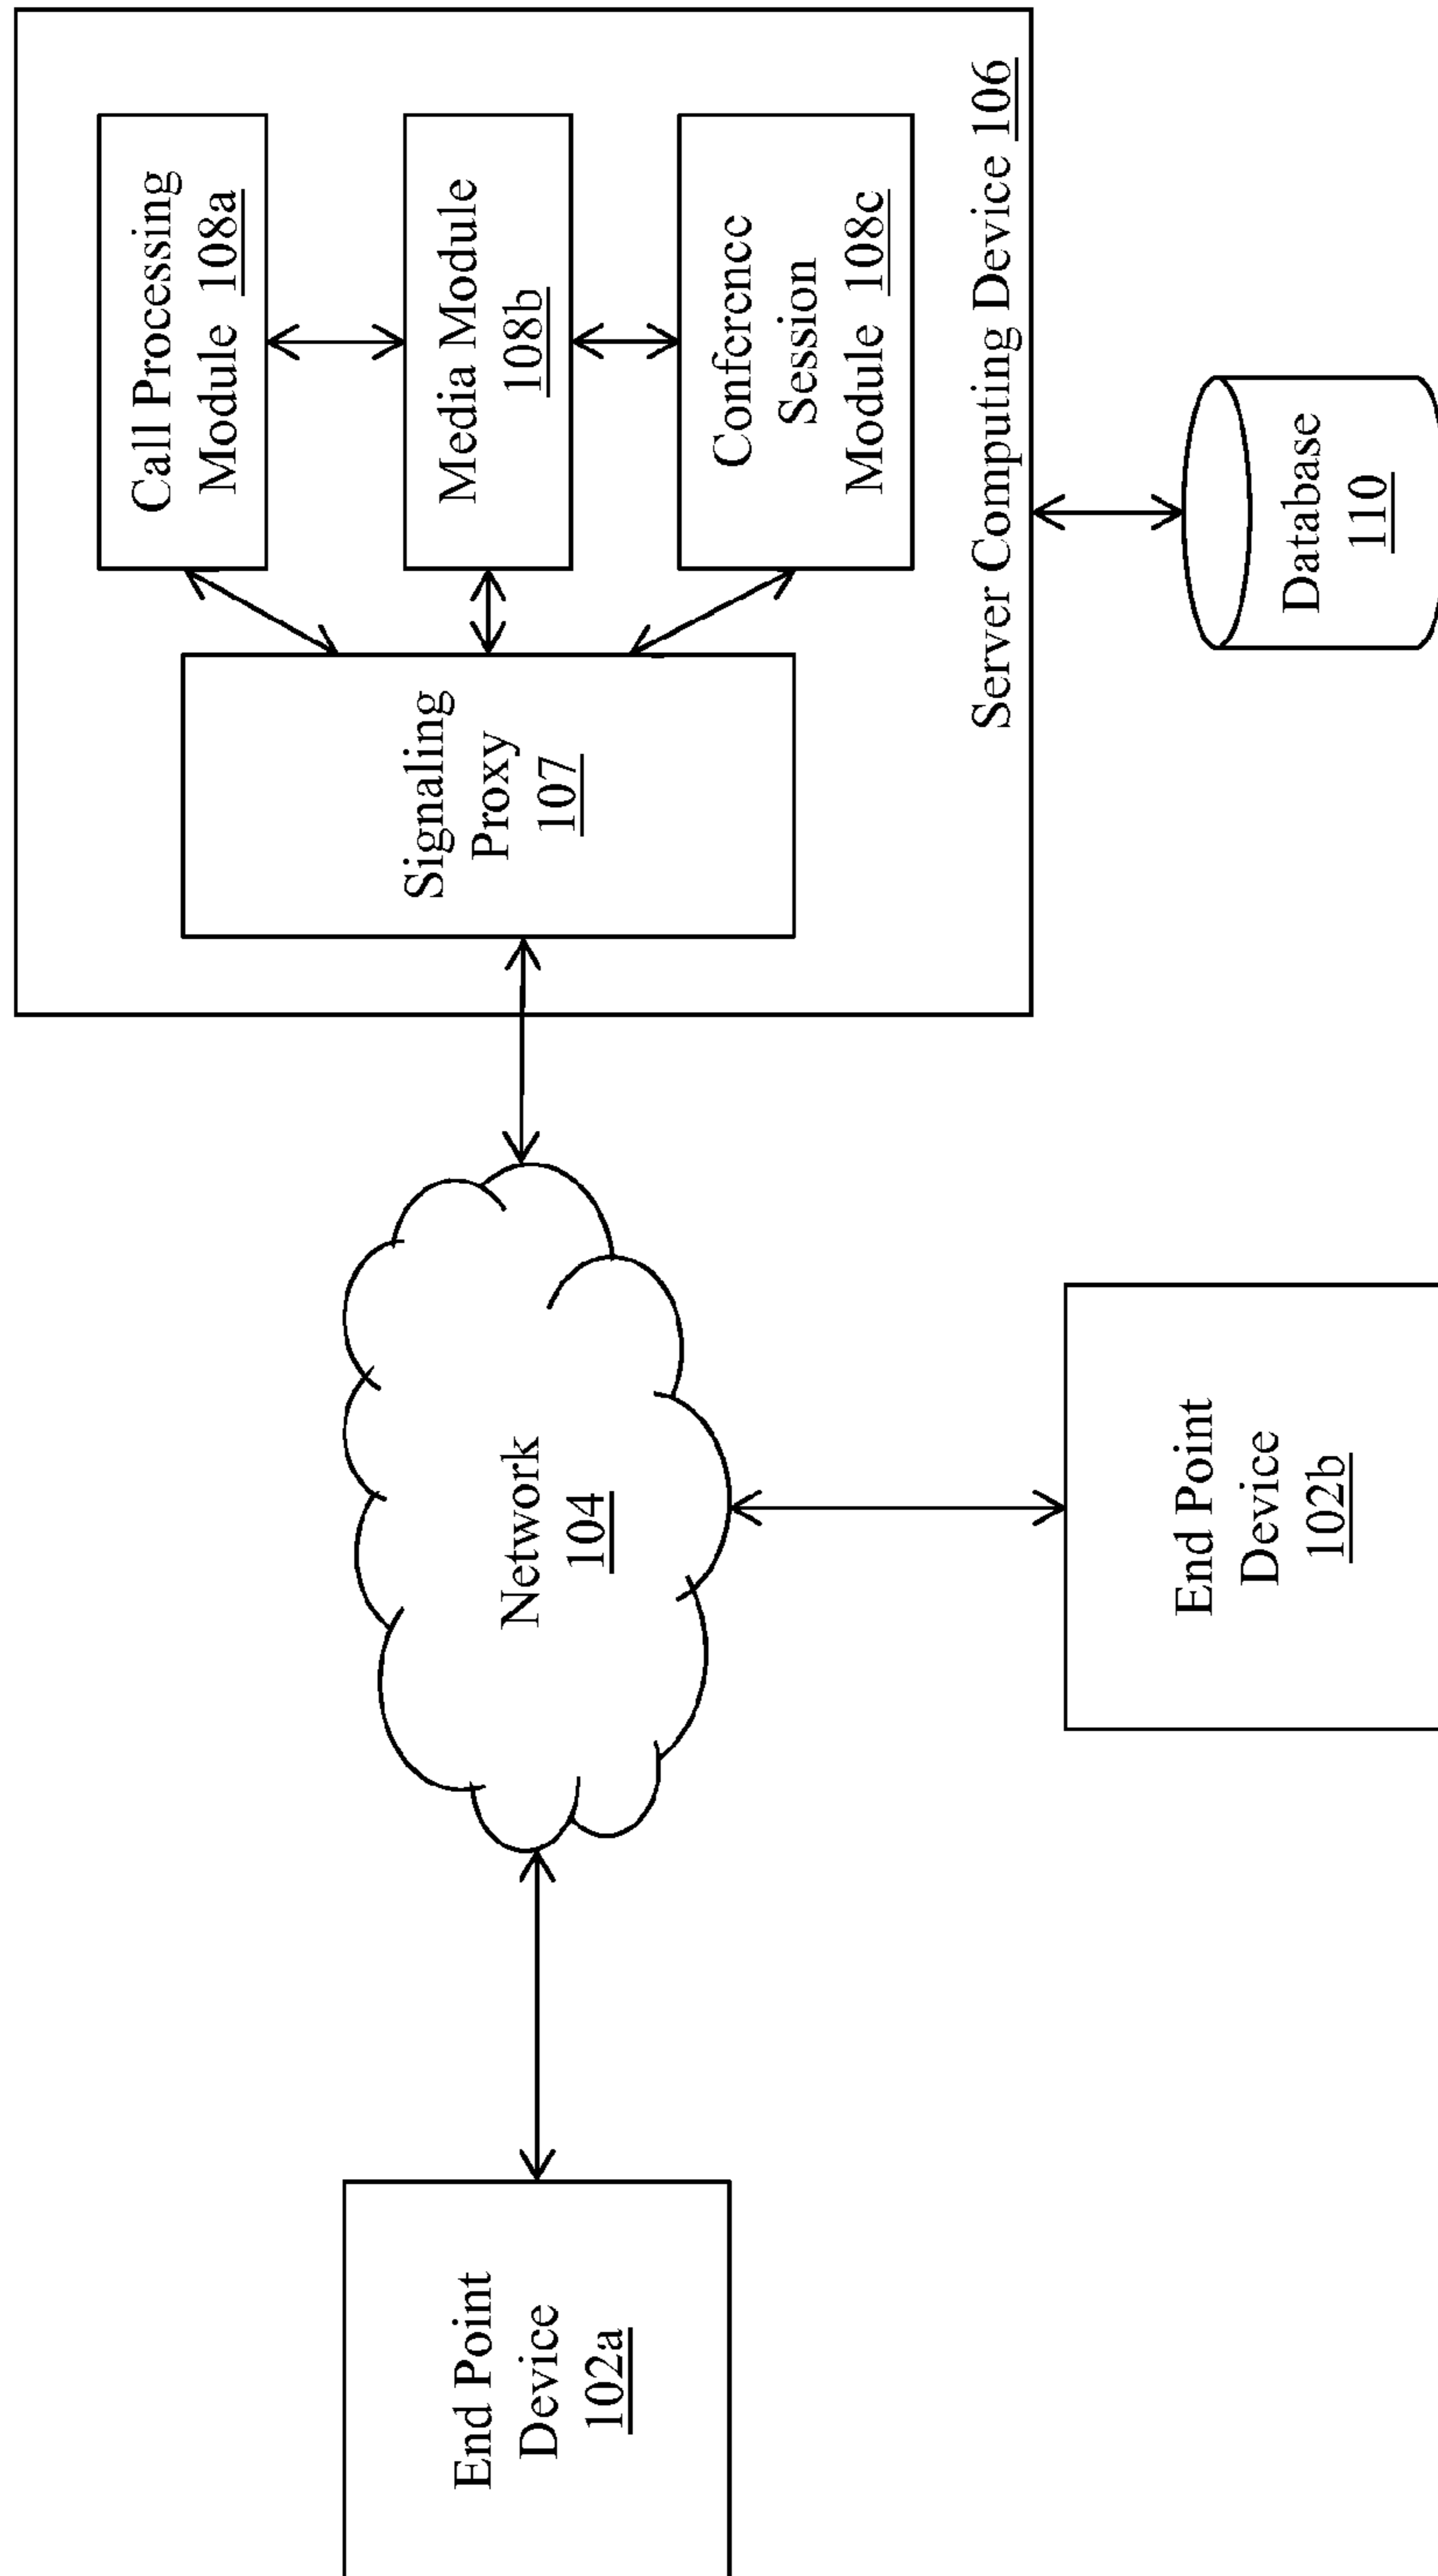 End Point
Device
102a
Network
104
End Point
Device
102b
Signaling
Proxy
107
Call Processing
Module 108a
Media Module
108b
Conference
Session
Module 108c
Server Computing Device 106
Database
110